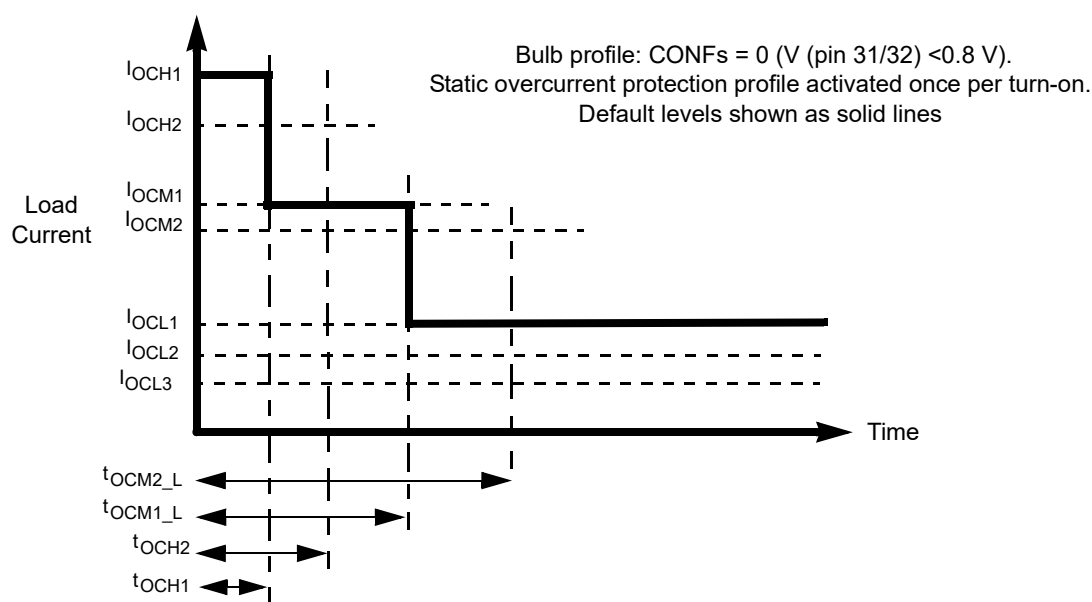 Bulb profile: CONFs = 0 (V (pin 31/32) <0.8 V).
Static overcurrent protection profile activated once per turn-on.
Default levels shown as solid lines
Load
Current
IOCH1
IOCH2
IOCM1
IOCM2
IOCL1
IOCL2
IOCL3
Time
tOCM2_L
tOCM1_L
tOCH2
tOCH1